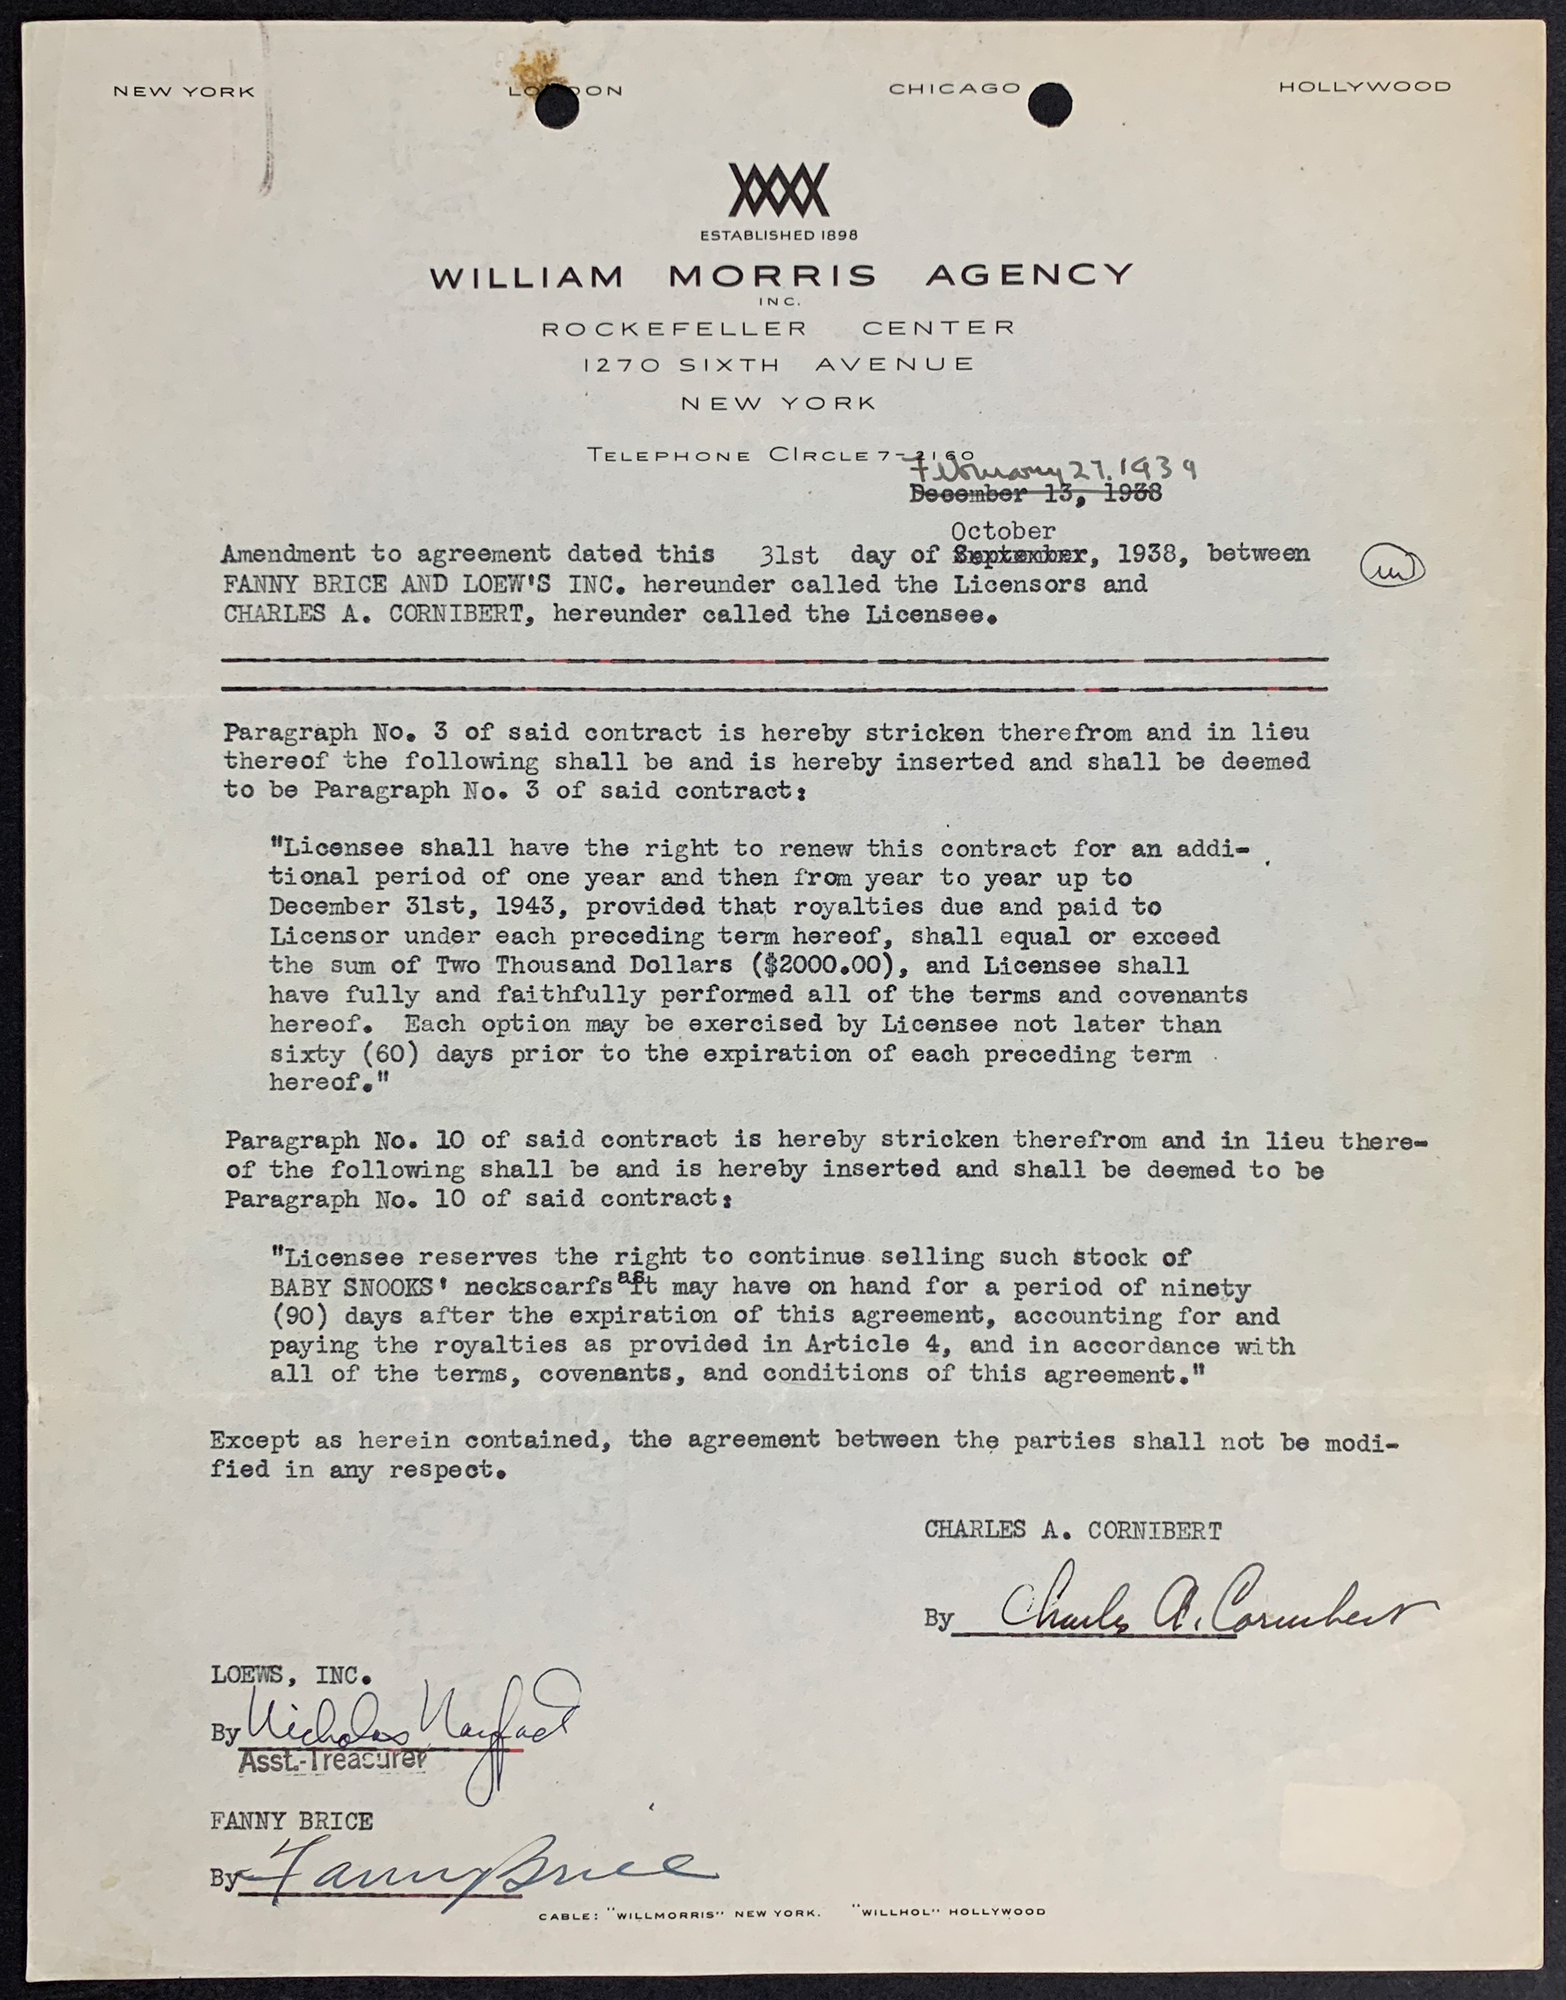 NEW YORK LONDON CHICAGO HOLLYWOOD
ESTABLISHED 1898
WILLIAM MORRIS AGENCY
INC.
ROCKEFELLER CENTER
1270 SIXTH AVENUE
NEW YORK
TELEPHONE CIRCLE 7-2160
February 27, 1939
December 13, 1938
October
Amendment to agreement dated this 31st day of September, 1938, between
FANNY BRICE AND LOEW'S INC. hereunder called the Licensors and
CHARLES A. CORNIBERT, hereunder called the Licensee.
Paragraph No. 3 of said contract is hereby stricken therefrom and in lieu
thereof the following shall be and is hereby inserted and shall be deemed
to be Paragraph No. 3 of said contract:
"Licensee shall have the right to renew this contract for an addi-
tional period of one year and then from year to year up to
December 31st, 1943, provided that royalties due and paid to
Licensor under each preceding term hereof, shall equal or exceed
the sum of Two Thousand Dollars ($2000.00), and Licensee shall
have fully and faithfully performed all of the terms and covenants
hereof. Each option may be exercised by Licensee not later than
sixty (60) days prior to the expiration of each preceding term
hereof."
Paragraph No. 10 of said contract is hereby stricken therefrom and in lieu there-
of the following shall be and is hereby inserted and shall be deemed to be
Paragraph No. 10 of said contract:
"Licensee reserves the right to continue selling such stock of
BABY SNOOKS' neckscarfs as it may have on hand for a period of ninety
(90) days after the expiration of this agreement, accounting for and
paying the royalties as provided in Article 4, and in accordance with
all of the terms, covenants, and conditions of this agreement."
Except as herein contained, the agreement between the parties shall not be modi-
fied in any respect.
CHARLES A. CORNIBERT
By Charles A. Cornibert
LOEWS, INC.
By Nicholas Nayfack
Asst.-Treasurer
FANNY BRICE
By Fanny Brice
CABLE: "WILLMORRIS" NEW YORK. "WILLHOL" HOLLYWOOD